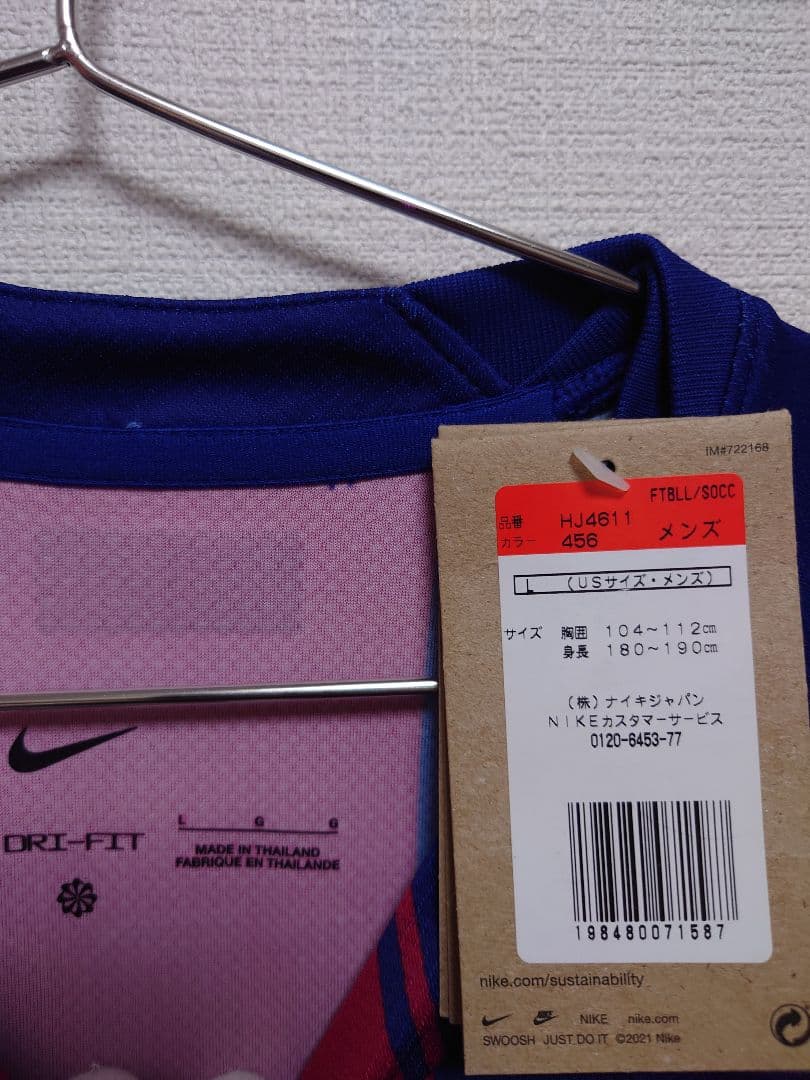 IM#722168
FTBLL/SOCC
品番 HJ4611
カラー 456 メンズ
L (USサイズ・メンズ)
サイズ 胸囲 104～112cm
身長 180～190cm
(株)ナイキジャパン
NIKEカスタマーサービス
0120-6453-77
198480071587
nike.com/sustainability
NIKE nike.com
SWOOSH JUST DO IT ©2021 Nike
DRI-FIT
L G G
MADE IN THAILAND
FABRIQUE EN THAILANDE